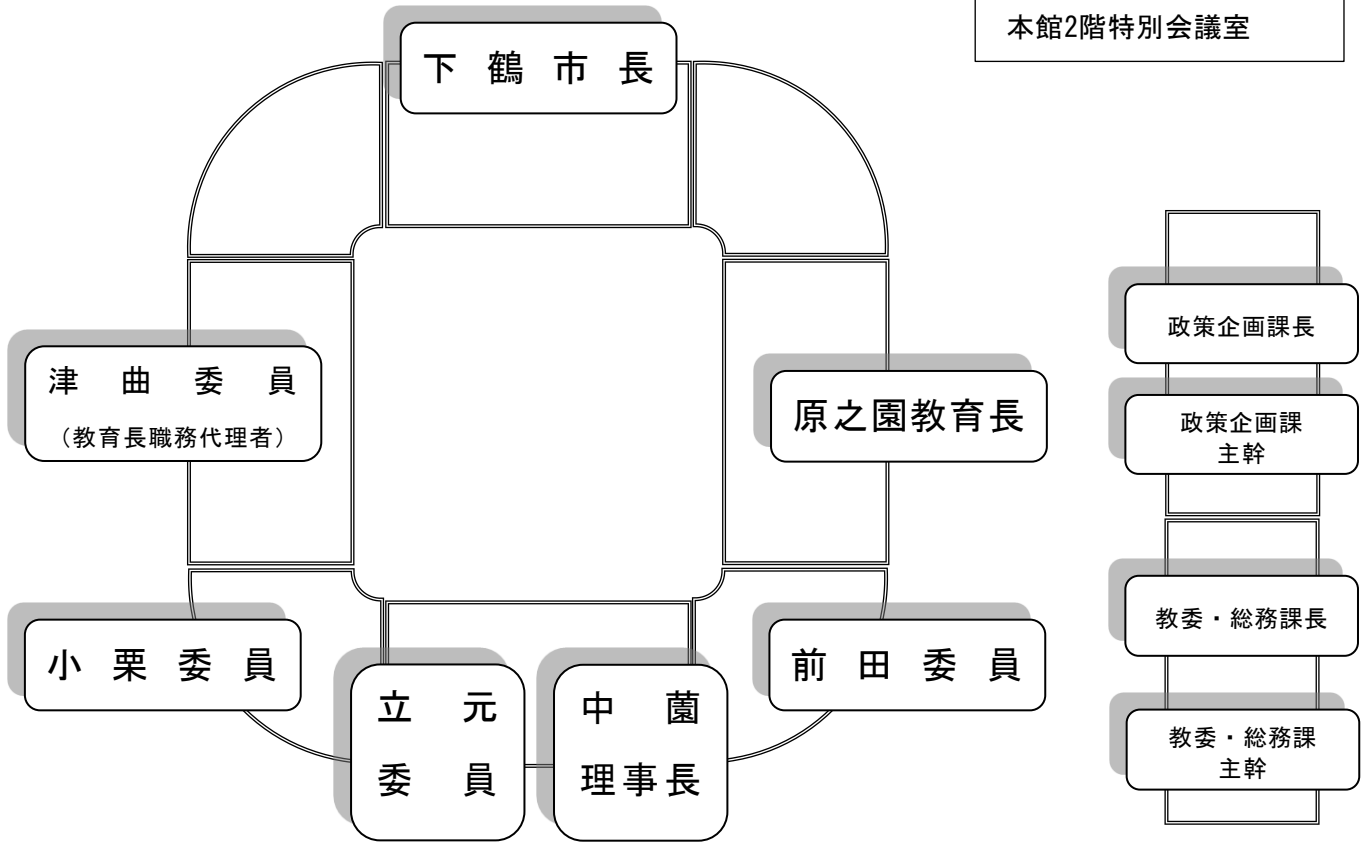 本館2階特別会議室
下鶴市長
津曲委員
（教育長職務代理者）
原之園教育長
小栗委員
立元
委員
中薗
理事長
前田委員
政策企画課長
政策企画課
主幹
教委・総務課長
教委・総務課
主幹